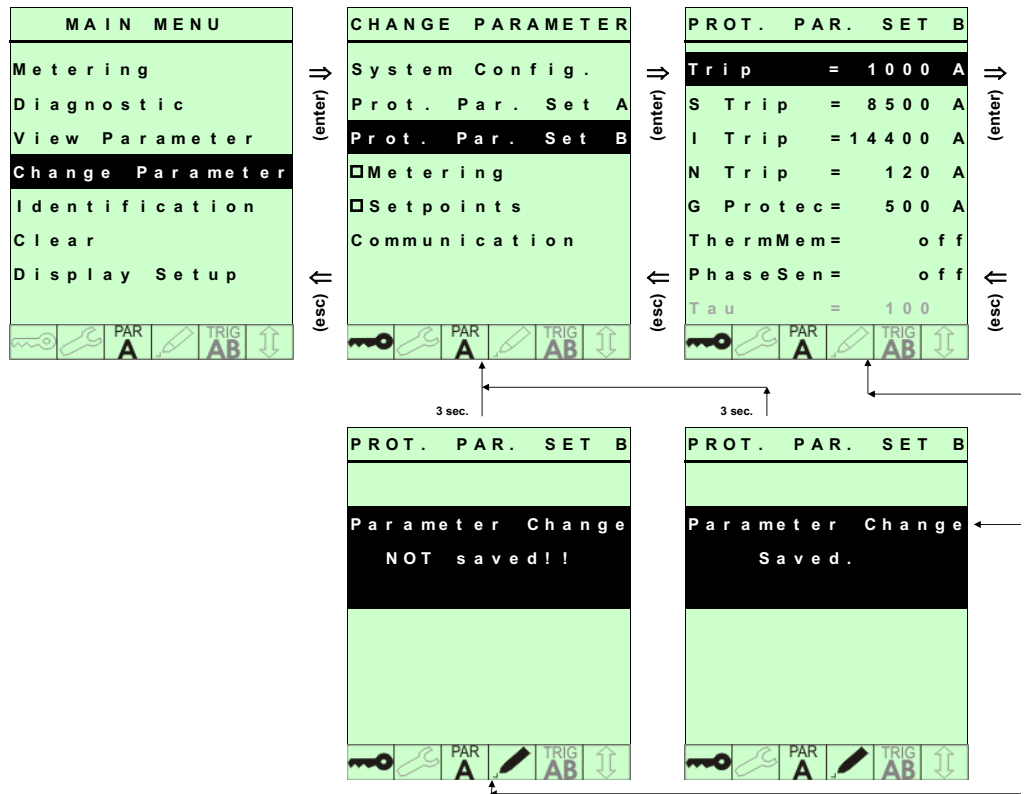 MAIN MENU
Metering
Diagnostic
View Parameter
Change Parameter
Identification
Clear
Display Setup
PAR
A
TRIG
AB
(enter)
(esc)
CHANGE PARAMETER
System Config.
Prot. Par. Set A
Prot. Par. Set B
Metering
Setpoints
Communication
PAR
A
TRIG
AB
(enter)
(esc)
PROT. PAR. SET B
Trip = 1000 A
S Trip = 8500 A
I Trip =14400 A
N Trip = 120 A
G Protec= 500 A
ThermMem= off
PhaseSen= off
Tau = 100
PAR
A
TRIG
AB
(enter)
(esc)
3 sec.
3 sec.
PROT. PAR. SET B
Parameter Change
NOT saved!!
PAR
A
TRIG
AB
PROT. PAR. SET B
Parameter Change
Saved.
PAR
A
TRIG
AB